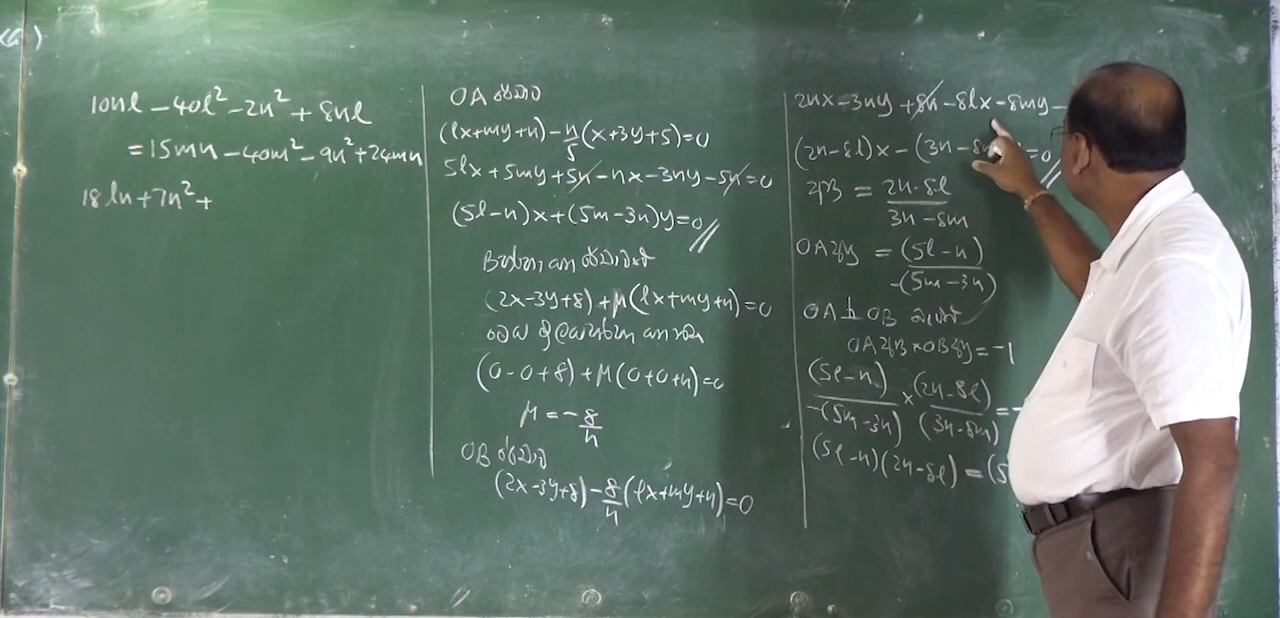 10nl - 40l² - 2n² + 8nl
= 15mn - 40m² - 9n² + 24mn
18ln + 7n² +
OA
(lx+my+n) - n/5 (x+3y+5) = 0
5lx + 5my + 5n - nx - 3ny - 5n = 0
(5l-n)x + (5m-3n)y = 0 //
(2x-3y+8) + μ(lx+my+n) = 0
(0-0+8) + μ(0+0+n) = 0
μ = -8/n
OB
(2x-3y+8) - 8/n (lx+my+n) = 0
2nx - 3ny + 8n - 8lx - 8my -
(2n-8l)x - (3n-8m = 0 //
= 2n-8l / 3n-8m
OA = (5l-n) / -(5m-3n)
OA ⊥ OB
OA × OB = -1
(5l-n) / -(5m-3n) × (2n-8l) / (3n-8m) = -
(5l-n)(2n-8l) = (5